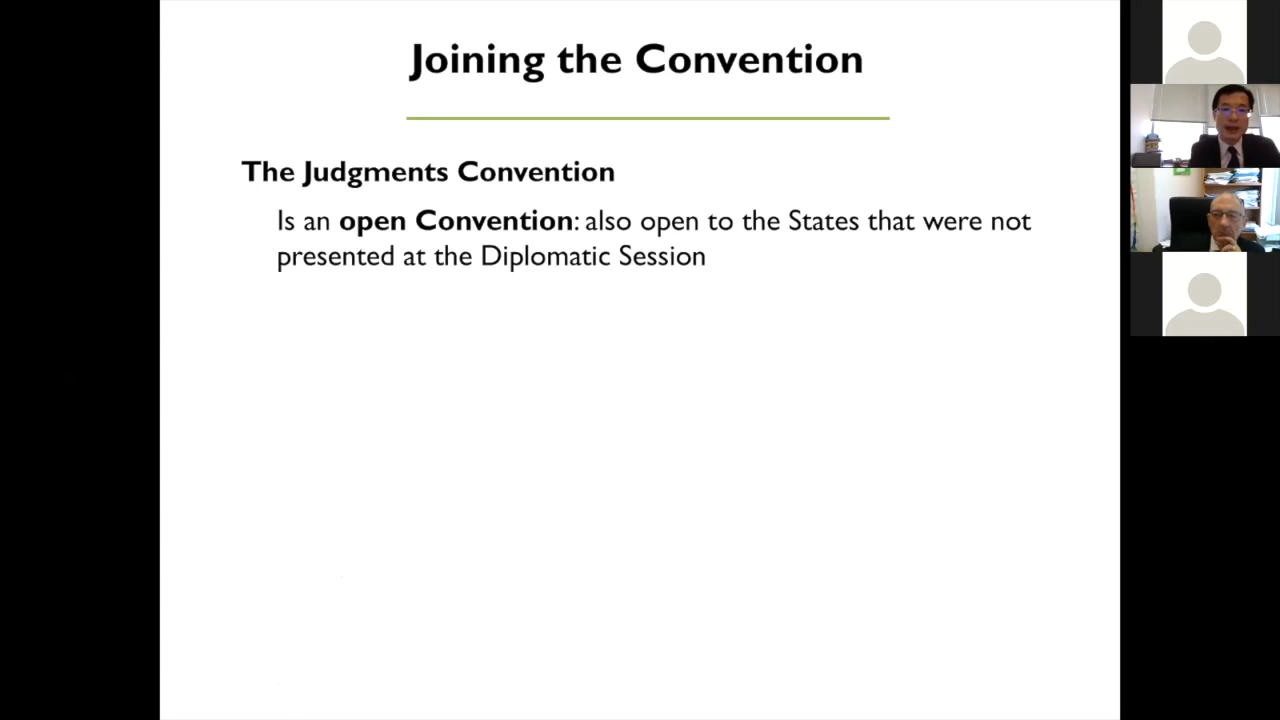 Joining the Convention
The Judgments Convention
Is an open Convention: also open to the States that were not
presented at the Diplomatic Session